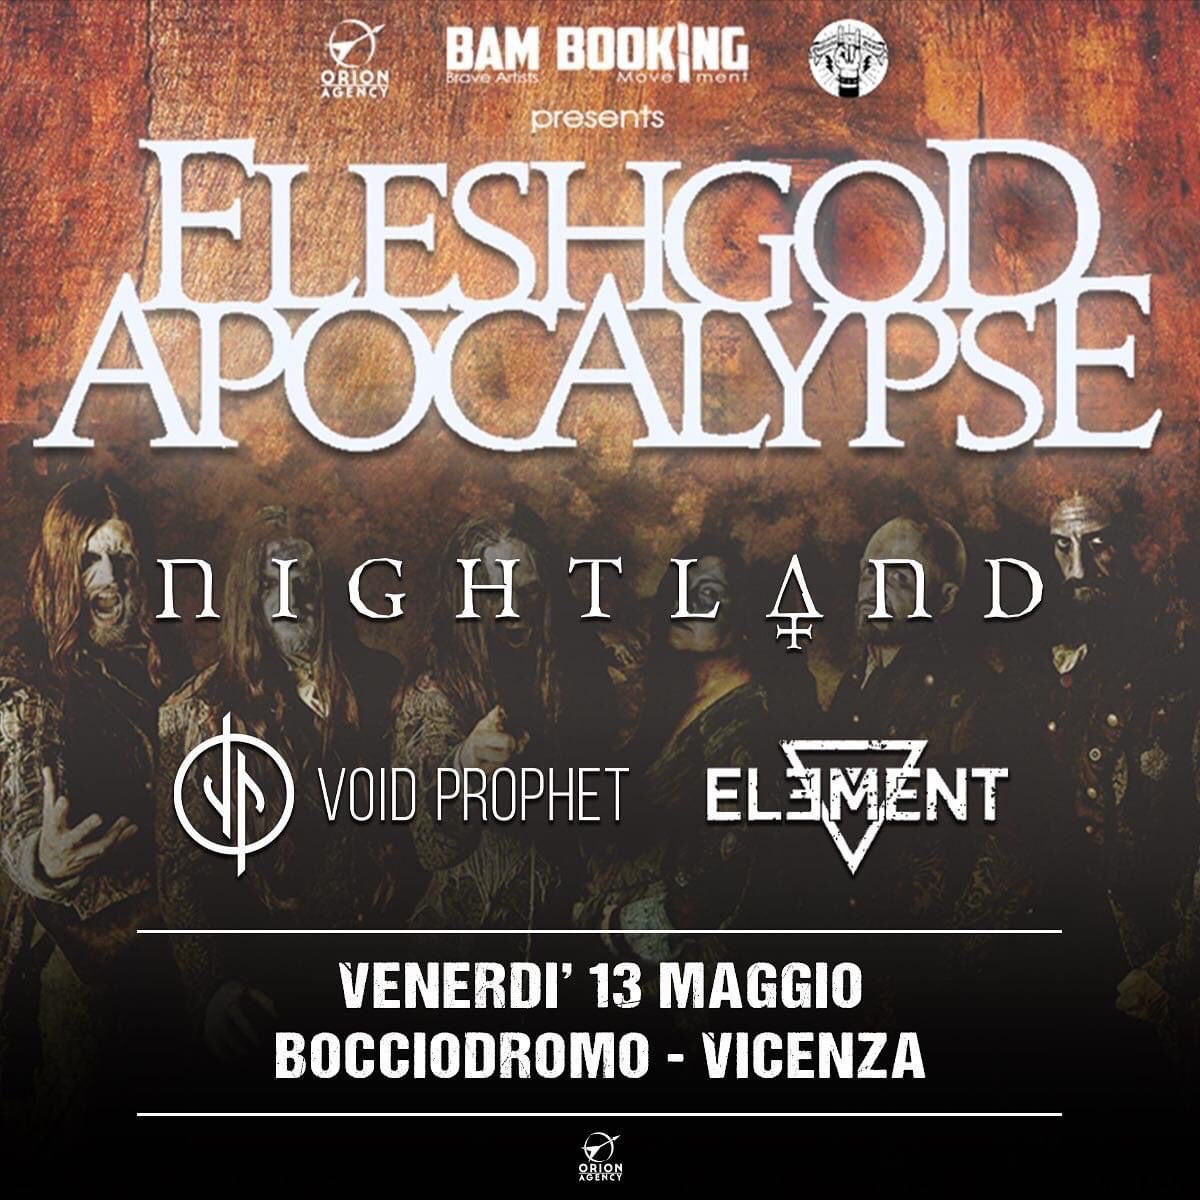 ORION
AGENCY
BAM BOOKING
Brave Artists Movement
presents
FLESHGOD
APOCALYPSE
NIGHTLAND
VOID PROPHET
ELEMENT
VENERDI' 13 MAGGIO
BOCCIODROMO - VICENZA
ORION
AGENCY